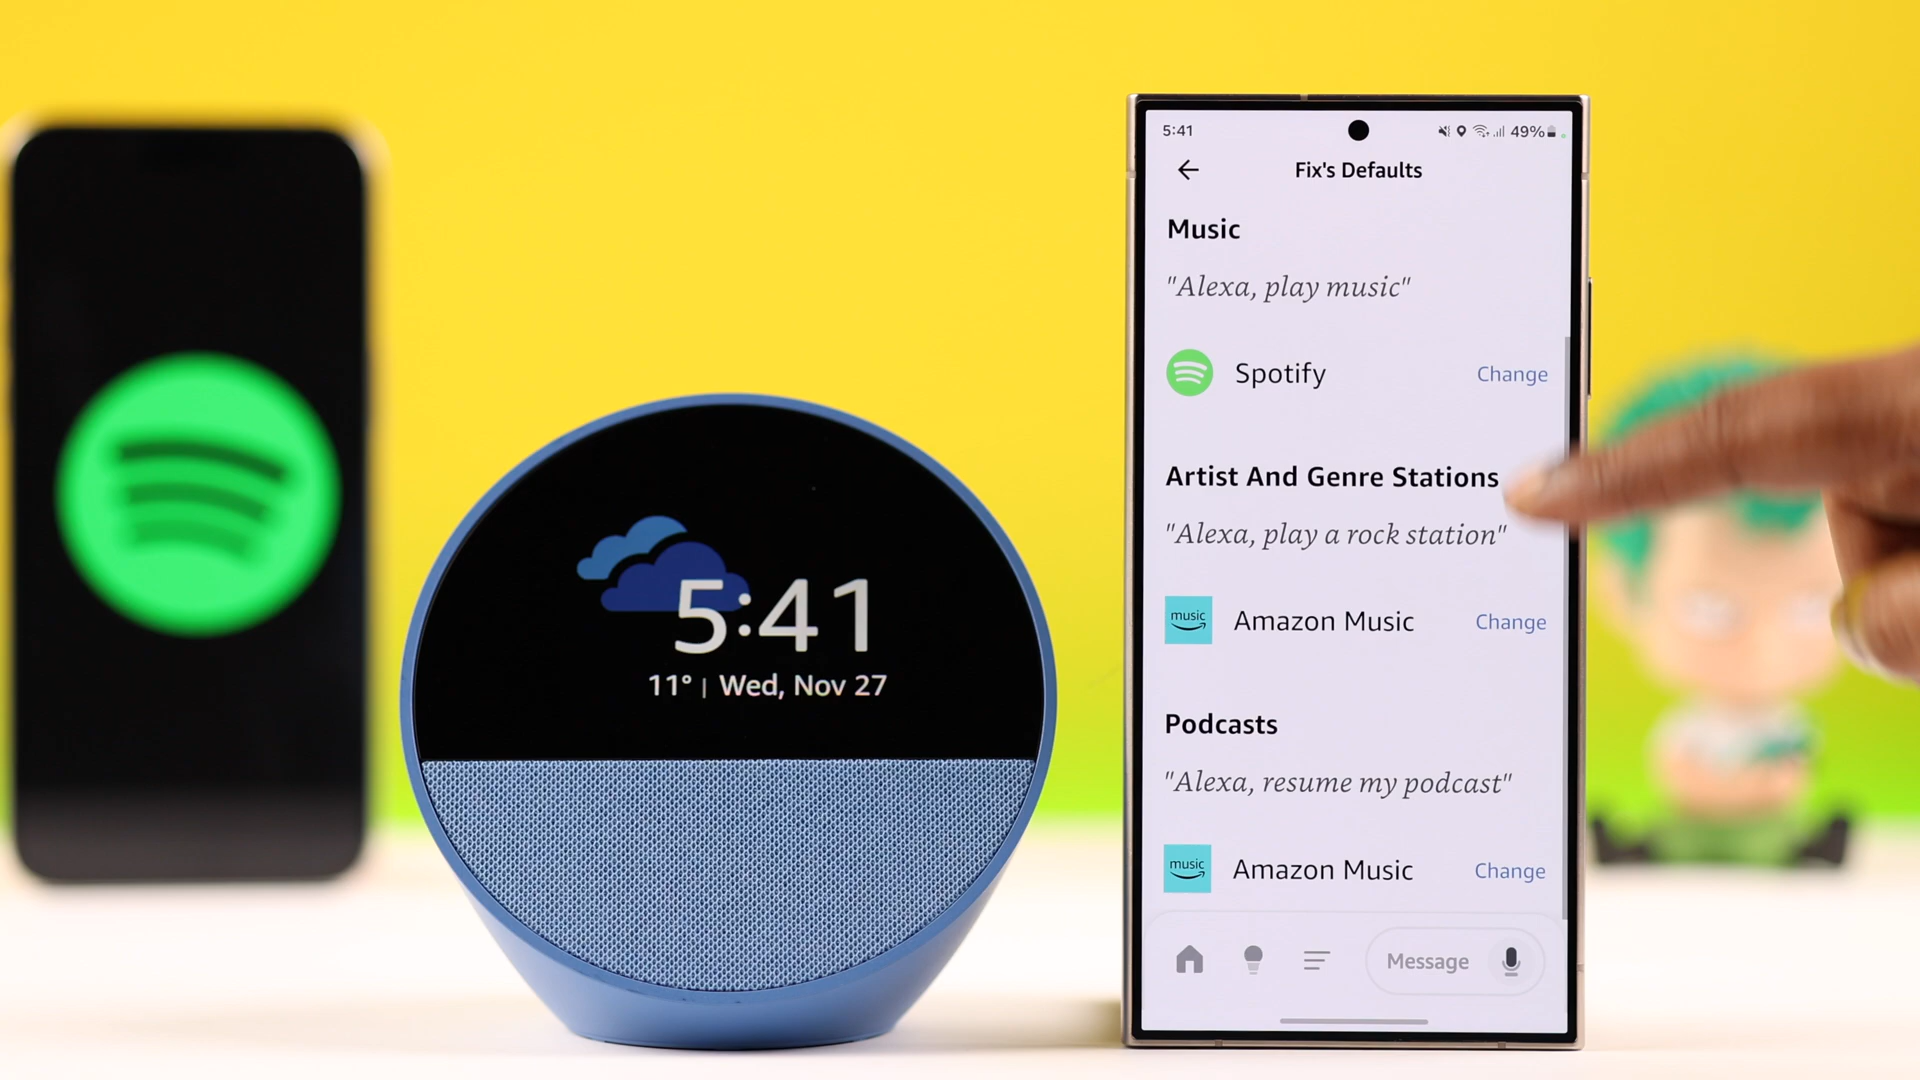 5:41
11° | Wed, Nov 27
5:41
49%
Fix's Defaults
Music
"Alexa, play music"
Spotify
Change
Artist And Genre Stations
"Alexa, play a rock station"
music
Amazon Music
Change
Podcasts
"Alexa, resume my podcast"
music
Amazon Music
Change
Message